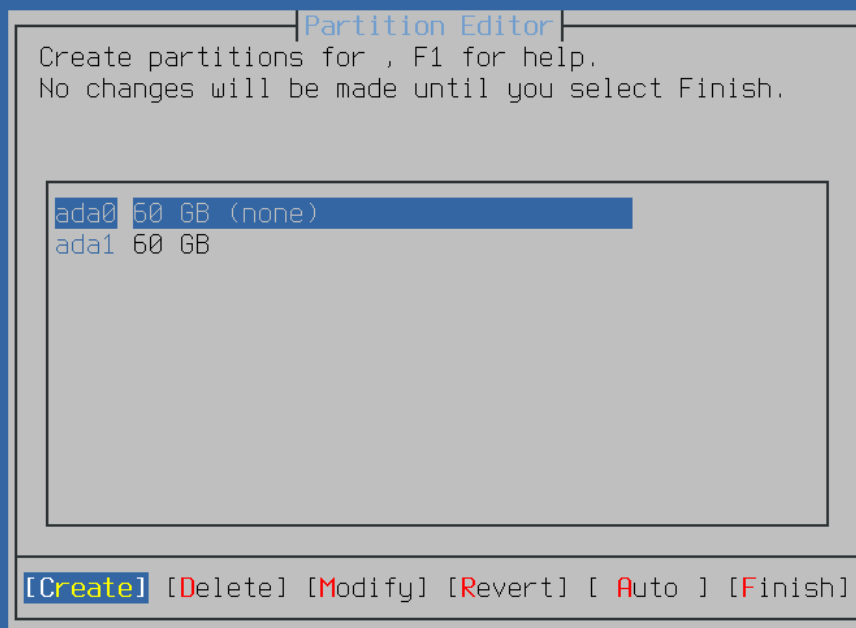 Partition Editor
Create partitions for , F1 for help.
No changes will be made until you select Finish.
ada0 60 GB (none)
ada1 60 GB
[Create] [Delete] [Modify] [Revert] [ Auto ] [Finish]